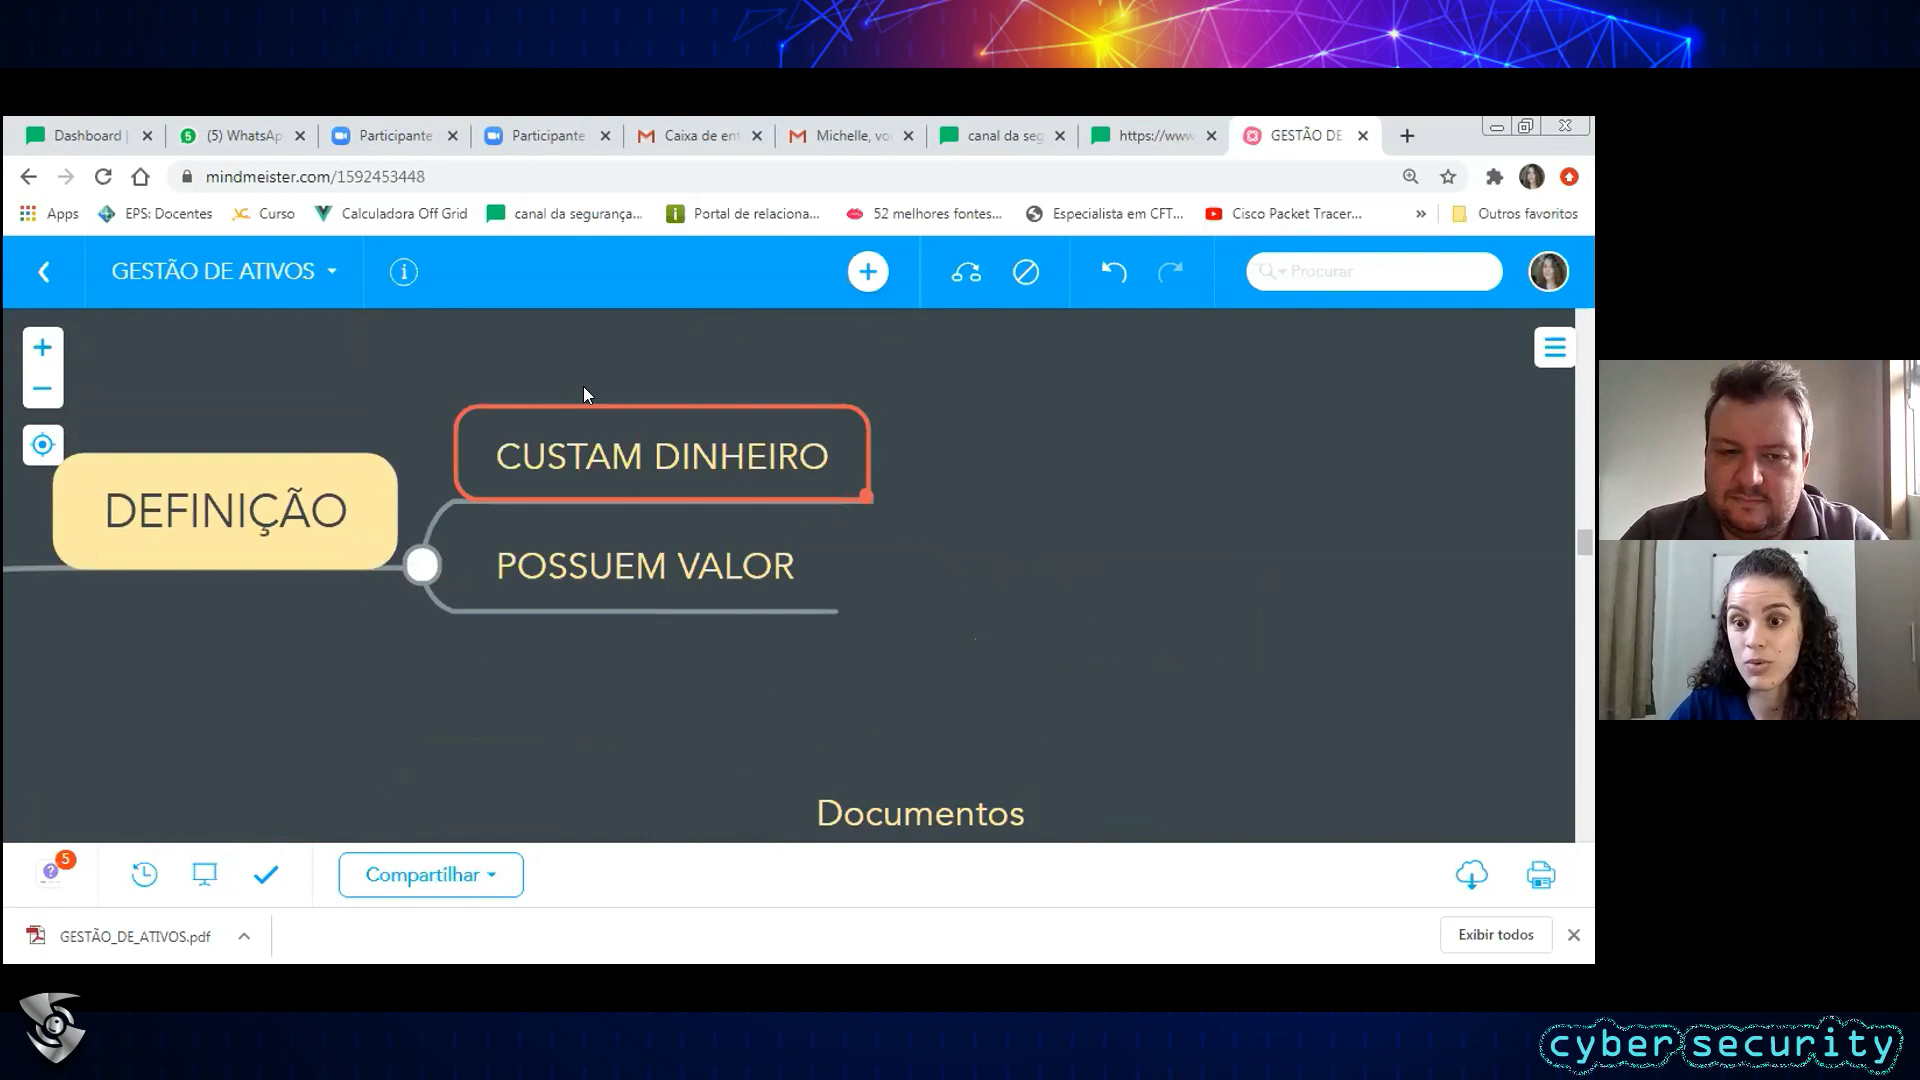 Dashboard |
(5) WhatsAp
Participante
Participante
Caixa de ent
Michelle, vo
canal da seg
https://www
GESTÃO DE
mindmeister.com/1592453448
Apps
EPS: Docentes
Curso
Calculadora Off Grid
canal da segurança...
Portal de relaciona...
52 melhores fontes...
Especialista em CFT...
Cisco Packet Tracer...
»
Outros favoritos
GESTÃO DE ATIVOS
Procurar
CUSTAM DINHEIRO
DEFINIÇÃO
POSSUEM VALOR
Documentos
5
Compartilhar
GESTÃO_DE_ATIVOS.pdf
Exibir todos
cyber security